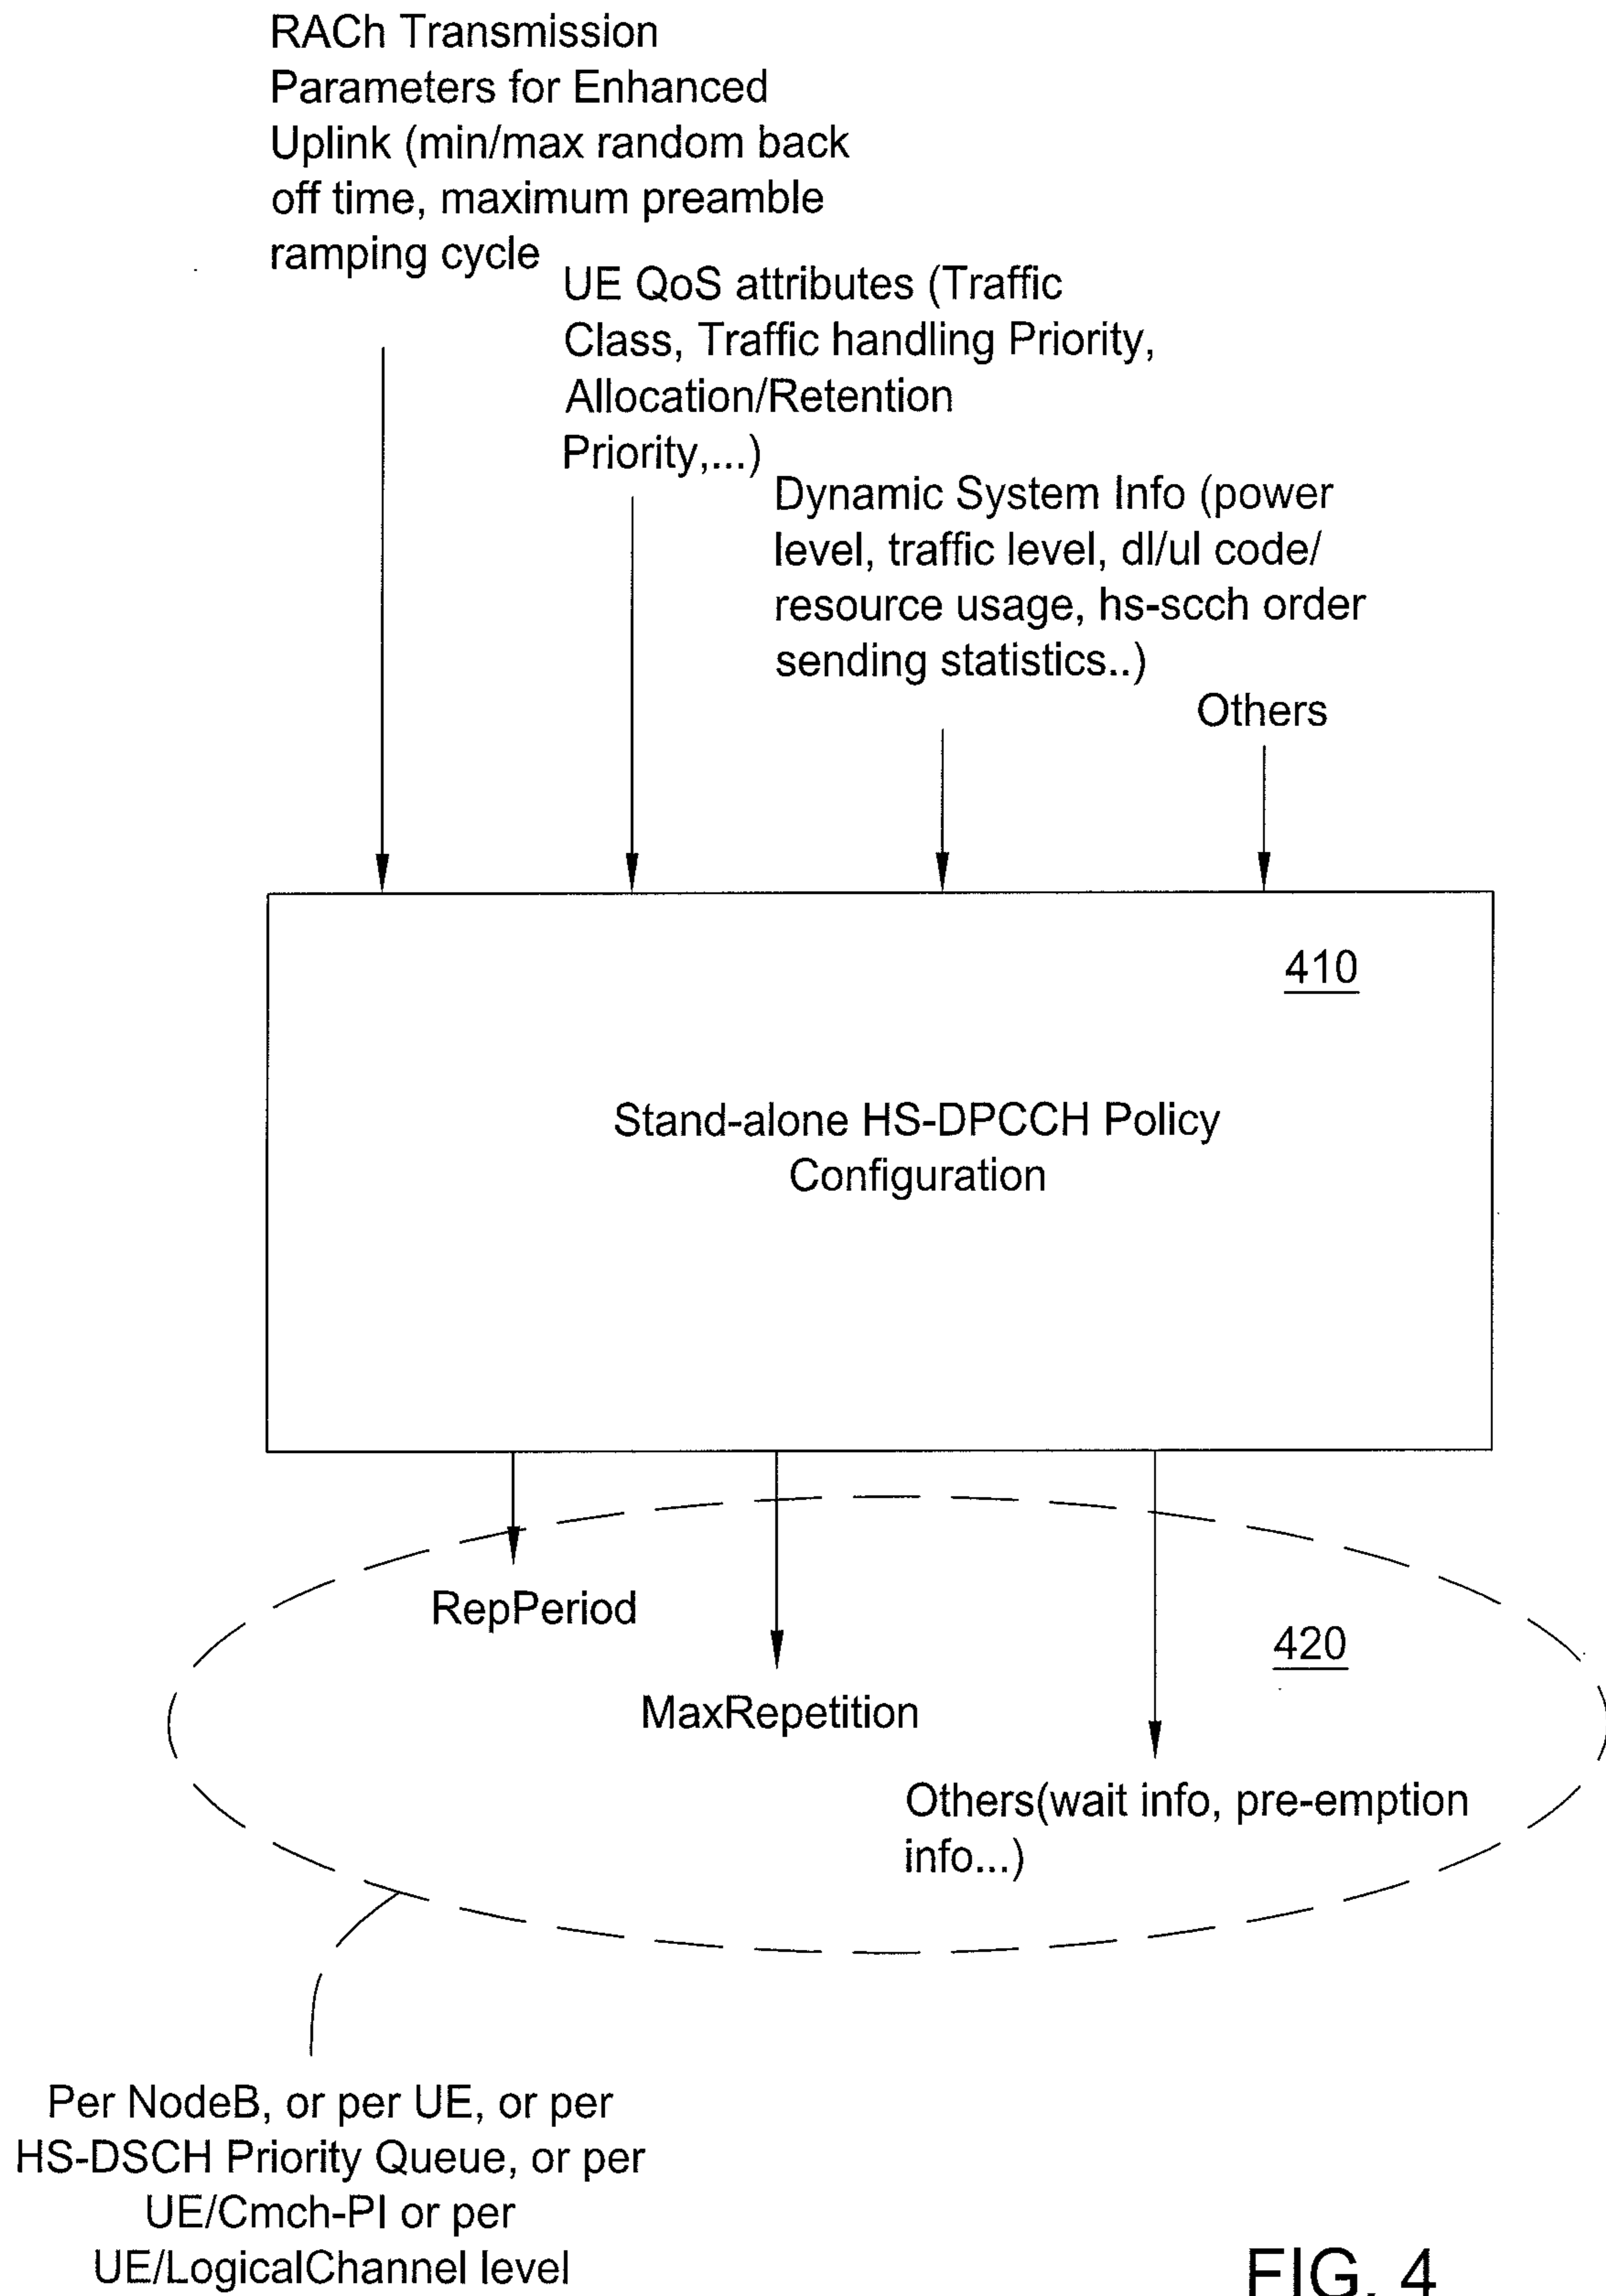 RACh Transmission
Parameters for Enhanced
Uplink (min/max random back
off time, maximum preamble
ramping cycle
UE QoS attributes (Traffic
Class, Traffic handling Priority,
Allocation/Retention
Priority,...)
Dynamic System Info (power
level, traffic level, dl/ul code/
resource usage, hs-scch order
sending statistics..)
Others
410
Stand-alone HS-DPCCH Policy
Configuration
RepPeriod
420
MaxRepetition
Others(wait info, pre-emption
info...)
Per NodeB, or per UE, or per
HS-DSCH Priority Queue, or per
UE/Cmch-PI or per
UE/LogicalChannel level
FIG. 4